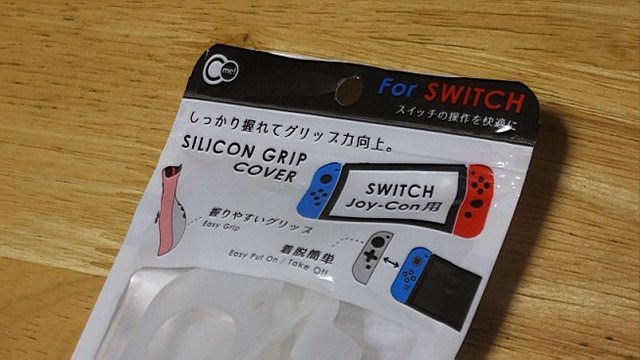 me!
For SWITCH
スイッチの操作を快適に
しっかり握れてグリップ力向上。
SILICON GRIP
COVER
SWITCH
Joy-Con用
握りやすいグリップ
Easy Grip
着脱簡単
Easy Put On / Take Off